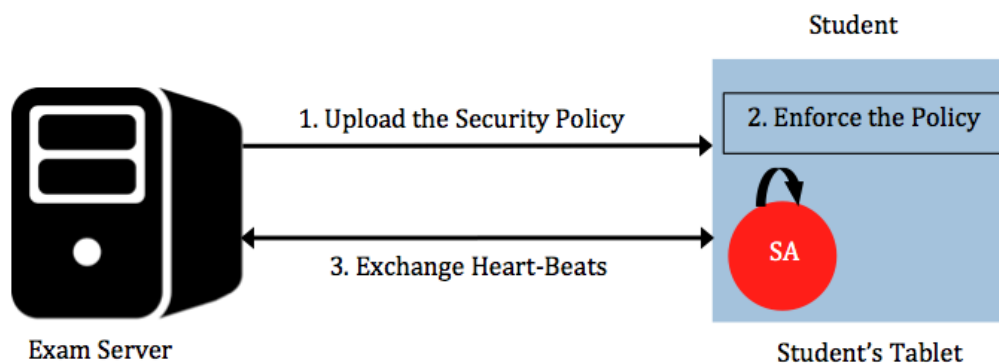 Student
1. Upload the Security Policy
2. Enforce the Policy
SA
3. Exchange Heart-Beats
Exam Server
Student’s Tablet